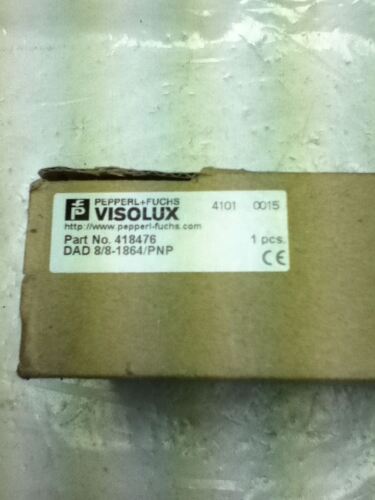 PEPPERL+FUCHS 4101 0015
VISOLUX
http://www.pepperl-fuchs.com
Part No. 418476 1 pcs.
DAD 8/8-1864/PNP CE